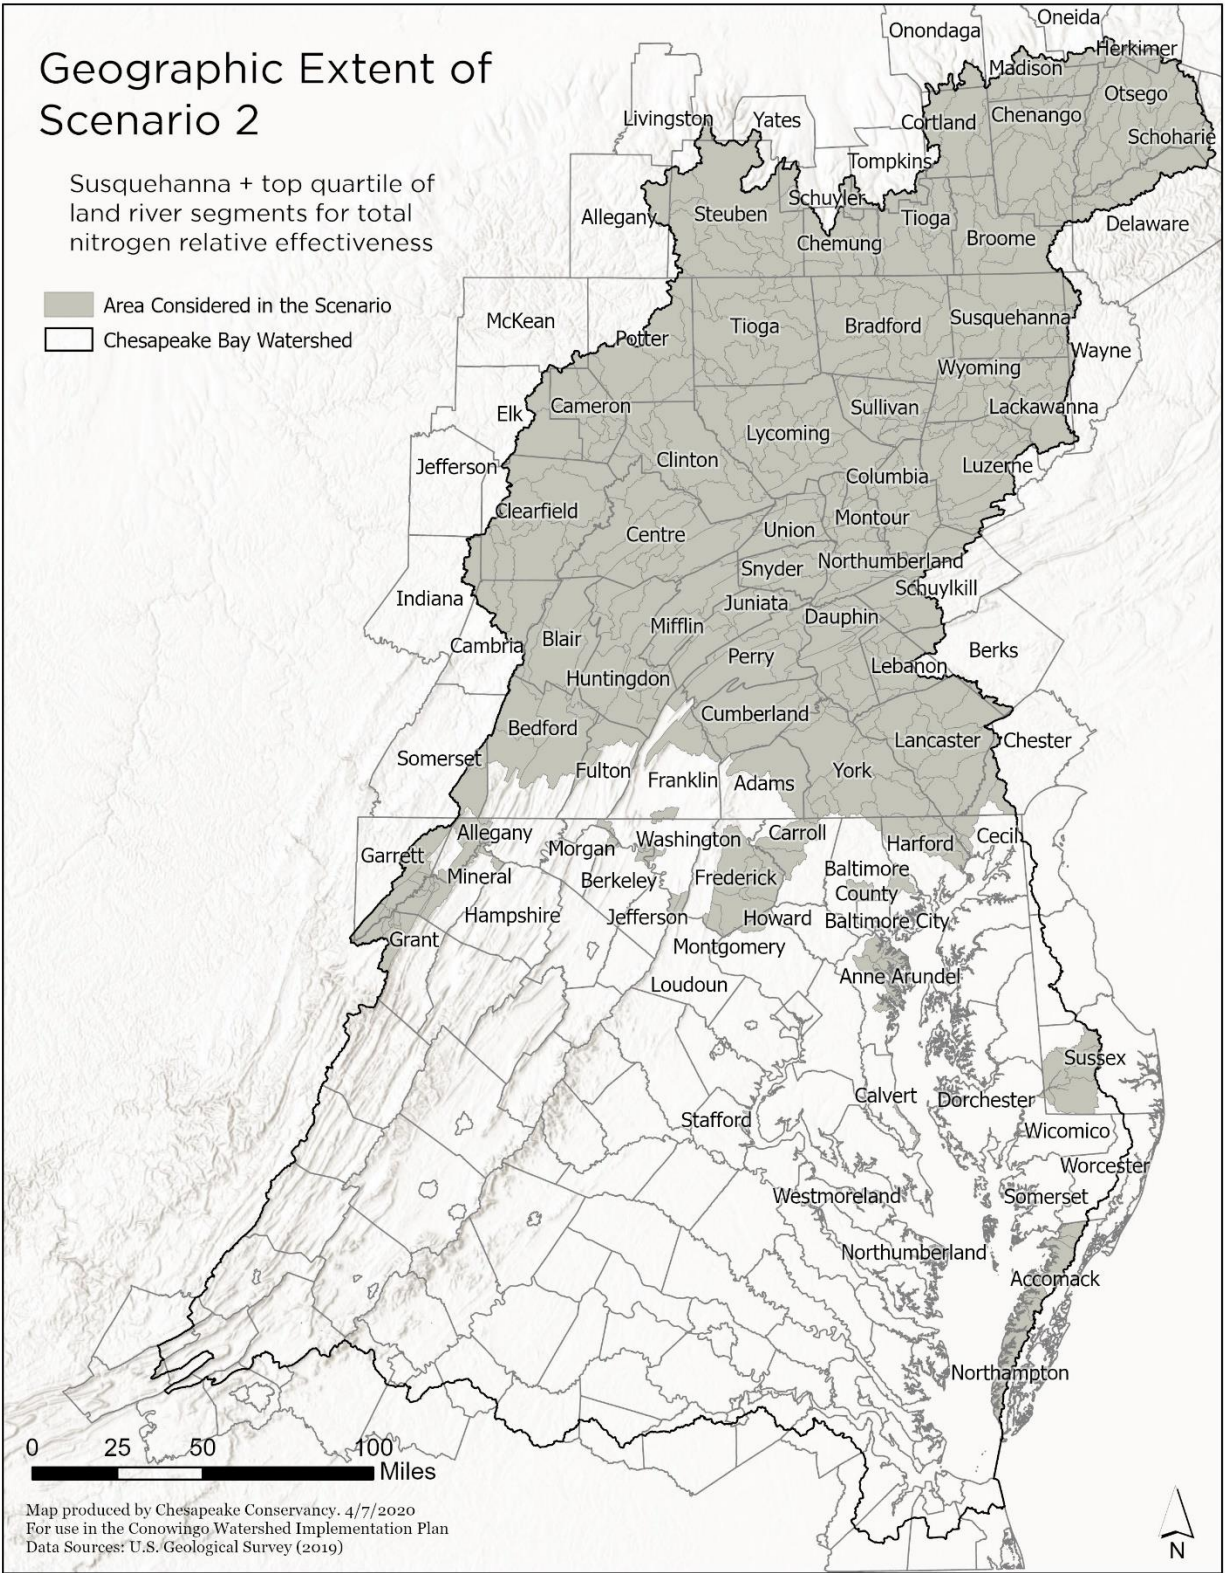 Geographic Extent of
Scenario 2
Susquehanna + top quartile of
land river segments for total
nitrogen relative effectiveness
Area Considered in the Scenario
Chesapeake Bay Watershed
Onondaga
Oneida
Herkimer
Madison
Otsego
Livingston
Yates
Cortland
Chenango
Schoharie
Tompkins
Schuyler
Allegany
Steuben
Tioga
Delaware
Chemung
Broome
McKean
Potter
Tioga
Bradford
Susquehanna
Wayne
Wyoming
Elk
Cameron
Sullivan
Lackawanna
Lycoming
Jefferson
Clinton
Columbia
Luzerne
Clearfield
Centre
Union
Montour
Snyder
Northumberland
Schuylkill
Indiana
Juniata
Dauphin
Cambria
Blair
Mifflin
Perry
Lebanon
Berks
Huntingdon
Bedford
Cumberland
Lancaster
Chester
Somerset
Fulton
Franklin
Adams
York
Allegany
Morgan
Washington
Carroll
Harford
Cecil
Garrett
Mineral
Berkeley
Frederick
Baltimore
County
Hampshire
Jefferson
Howard
Baltimore City
Grant
Montgomery
Loudoun
Anne Arundel
Sussex
Calvert
Dorchester
Stafford
Wicomico
Worcester
Westmoreland
Somerset
Northumberland
Accomack
Northampton
0 25 50 100
Miles
Map produced by Chesapeake Conservancy. 4/7/2020
For use in the Conowingo Watershed Implementation Plan
Data Sources: U.S. Geological Survey (2019)
N